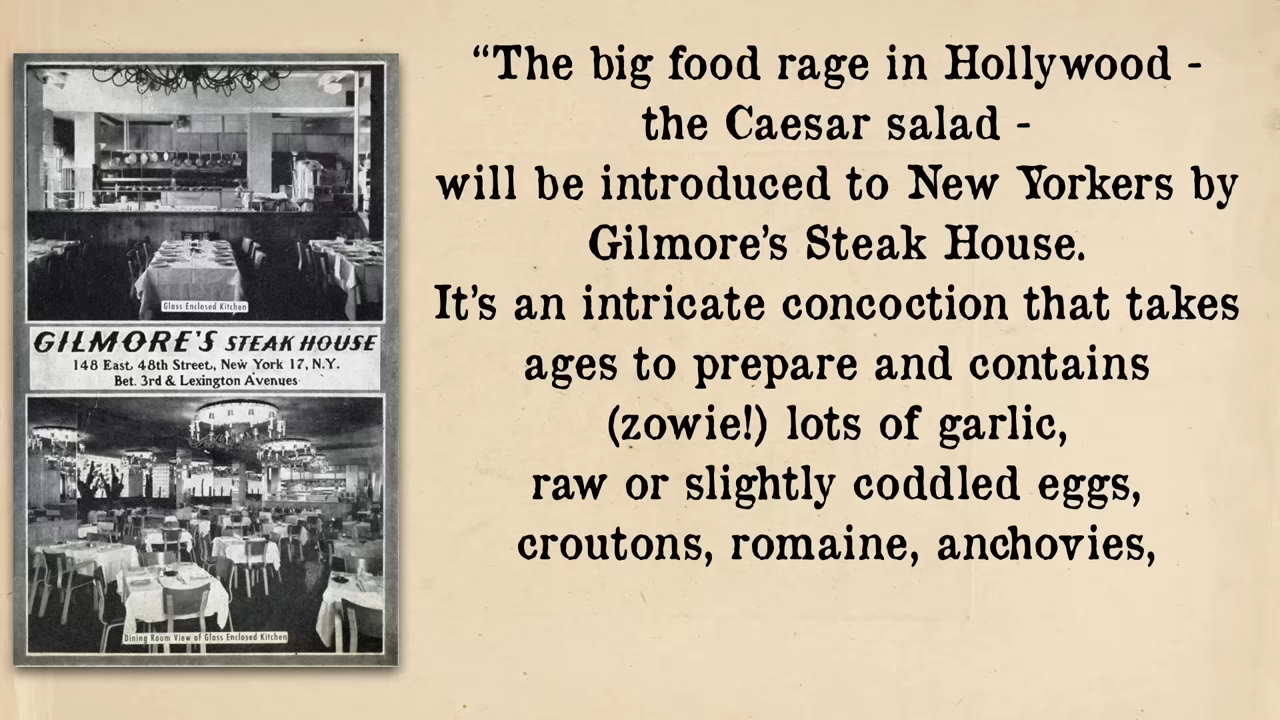 Glass Enclosed Kitchen
GILMORE'S STEAK HOUSE
148 East 48th Street, New York 17, N.Y.
Bet. 3rd & Lexington Avenues
Dining Room View of Glass Enclosed Kitchen
“The big food rage in Hollywood -
the Caesar salad -
will be introduced to New Yorkers by
Gilmore’s Steak House.
It’s an intricate concoction that takes
ages to prepare and contains
(zowie!) lots of garlic,
raw or slightly coddled eggs,
croutons, romaine, anchovies,